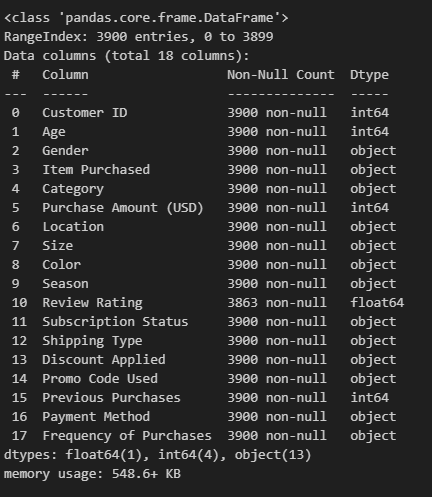 <class 'pandas.core.frame.DataFrame'>
RangeIndex: 3900 entries, 0 to 3899
Data columns (total 18 columns):
 #   Column                  Non-Null Count  Dtype
---  ------                  --------------  -----
 0   Customer ID             3900 non-null   int64
 1   Age                     3900 non-null   int64
 2   Gender                  3900 non-null   object
 3   Item Purchased          3900 non-null   object
 4   Category                3900 non-null   object
 5   Purchase Amount (USD)   3900 non-null   int64
 6   Location                3900 non-null   object
 7   Size                    3900 non-null   object
 8   Color                   3900 non-null   object
 9   Season                  3900 non-null   object
 10  Review Rating           3863 non-null   float64
 11  Subscription Status     3900 non-null   object
 12  Shipping Type           3900 non-null   object
 13  Discount Applied        3900 non-null   object
 14  Promo Code Used         3900 non-null   object
 15  Previous Purchases      3900 non-null   int64
 16  Payment Method          3900 non-null   object
 17  Frequency of Purchases  3900 non-null   object
dtypes: float64(1), int64(4), object(13)
memory usage: 548.6+ KB